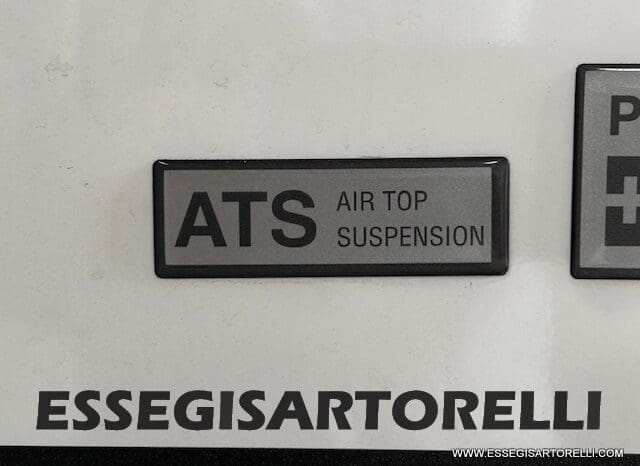 ATS AIR TOP
SUSPENSION
P
ESSEGISARTORELLI
WWW.ESSEGISARTORELLI.COM